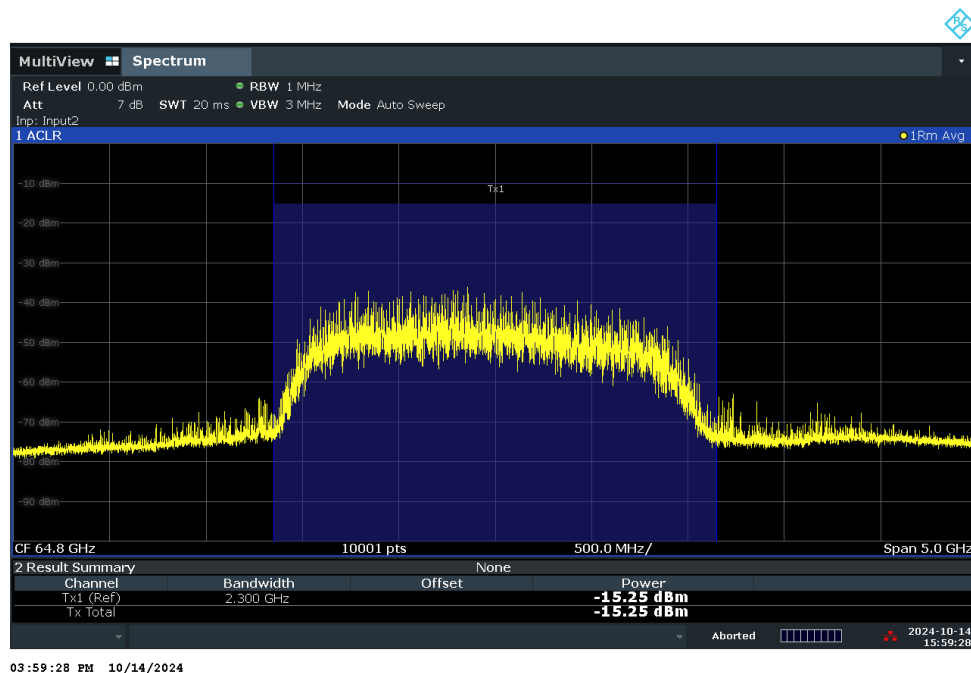 R S
MultiView Spectrum
Ref Level 0.00 dBm RBW 1 MHz
Att 7 dB SWT 20 ms VBW 3 MHz Mode Auto Sweep
Inp: Input2
1 ACLR 1Rm Avg
-10 dBm
Tx1
-20 dBm
-30 dBm
-40 dBm
-50 dBm
-60 dBm
-70 dBm
-80 dBm
-90 dBm
CF 64.8 GHz 10001 pts 500.0 MHz/ Span 5.0 GHz
2 Result Summary None
Channel Bandwidth Offset Power
Tx1 (Ref) 2.300 GHz -15.25 dBm
Tx Total -15.25 dBm
Aborted 2024-10-14
15:59:28
03:59:28 PM 10/14/2024